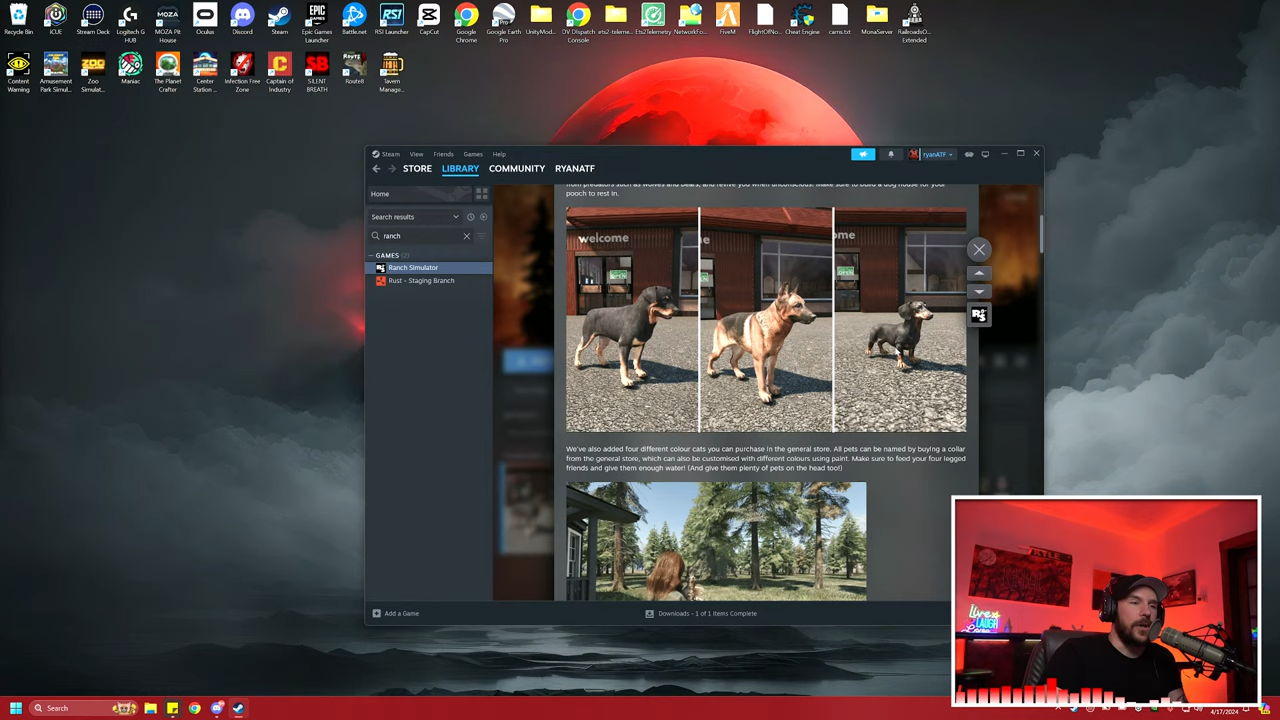 Recycle Bin
iCUE
Stream Deck
Logitech G
HUB
MOZA Pit
House
Oculus
Discord
Steam
Epic Games
Launcher
Battle.net
RSI Launcher
CapCut
Google
Chrome
Google Earth
Pro
UnityMod...
DV Dispatch
Console
ets2-teleme...
Ets2Telemetry
NetworkFo...
FiveM
FlightOfNo...
Cheat Engine
cams.txt
MonaServer
RailroadsO...
Extended
Content
Warning
Amusement
Park Simul...
Zoo
Simulat...
Maniac
The Planet
Crafter
Center
Station ...
Infection Free
Zone
Captain of
Industry
SILENT
BREATH
Route8
Tavern
Manage...
Steam View Friends Games Help
ryanATF
STORE LIBRARY COMMUNITY RYANATF
Home
Search results
ranch
GAMES (2)
Ranch Simulator
Rust - Staging Branch
from predators such as wolves and bears, and revive you when unconscious! Make sure to build a dog house for your
pooch to rest in.
welcome
OPEN
We've also added four different colour cats you can purchase in the general store. All pets can be named by buying a collar
from the general store, which can also be customised with different colours using paint. Make sure to feed your four legged
friends and give them enough water! (And give them plenty of pets on the head too!)
Add a Game
Downloads - 1 of 1 Items Complete
Live
LAUGH
Search
4/17/2024